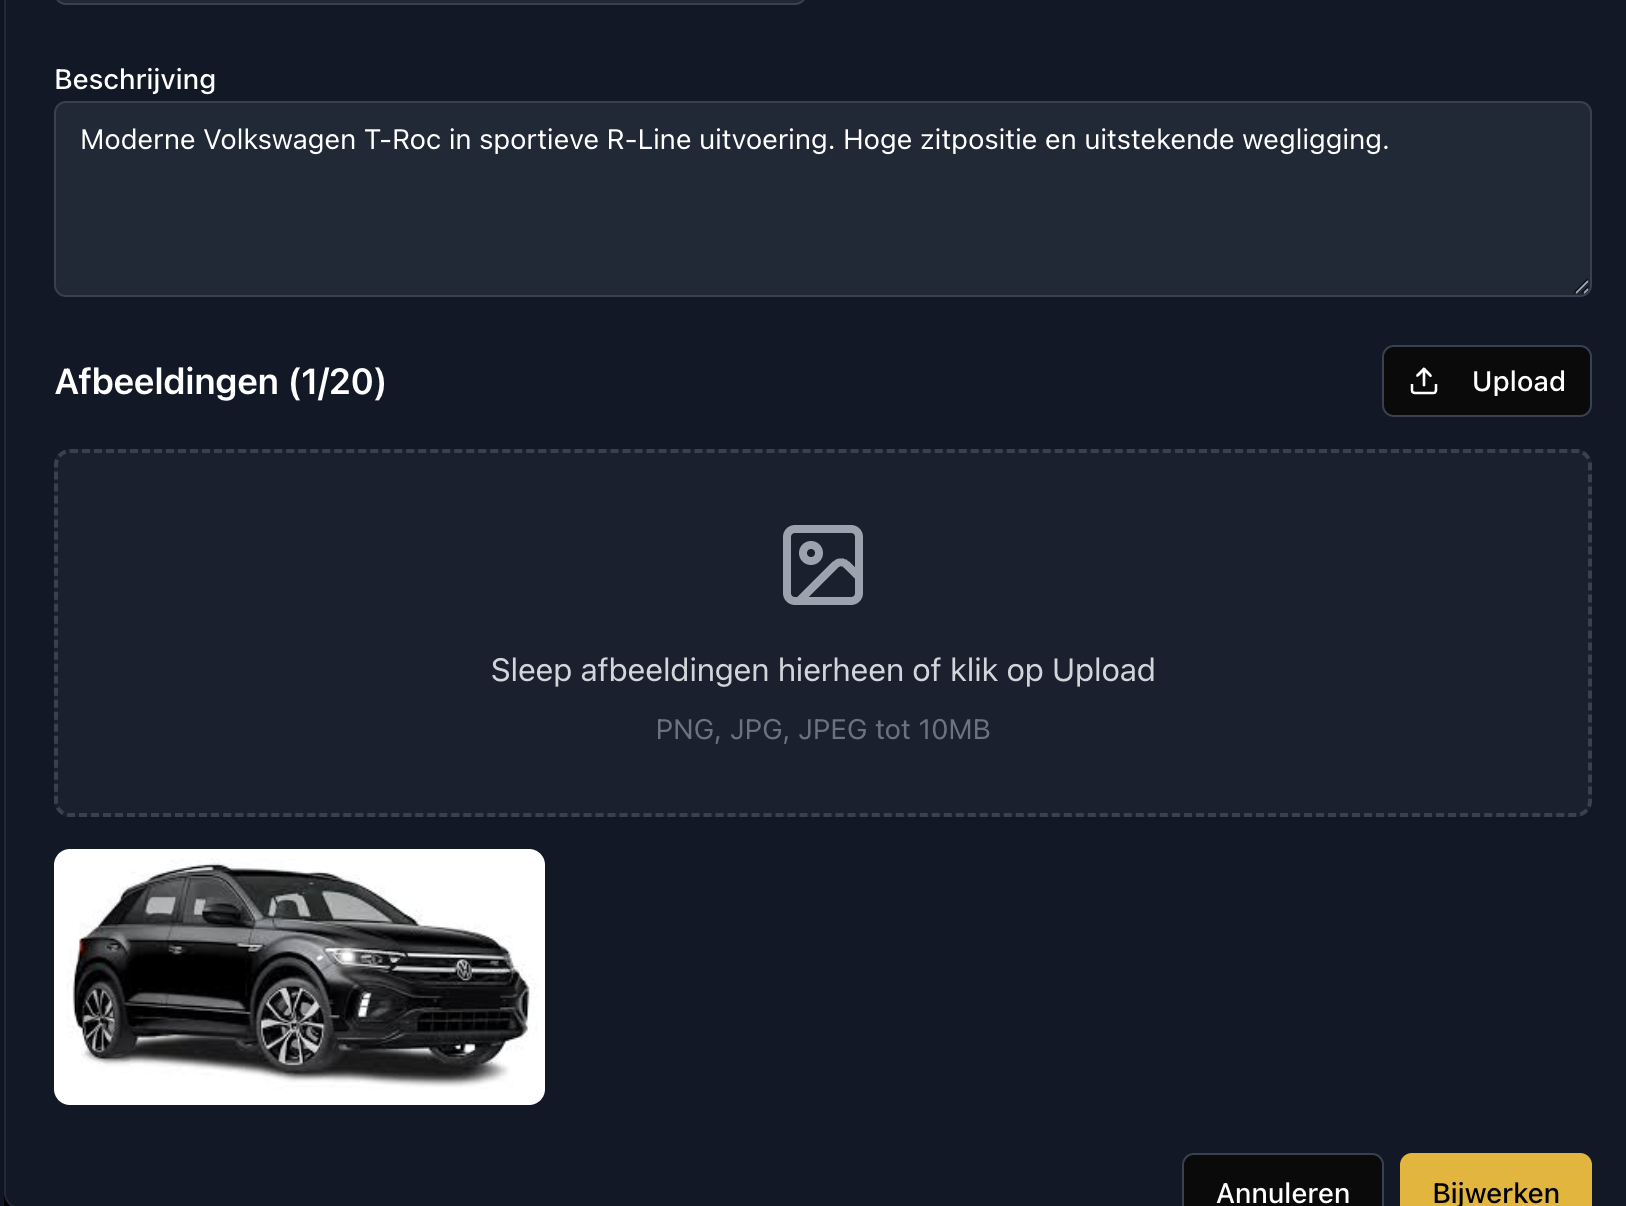 Beschrijving
Moderne Volkswagen T-Roc in sportieve R-Line uitvoering. Hoge zitpositie en uitstekende wegligging.
Afbeeldingen (1/20)
Upload
Sleep afbeeldingen hierheen of klik op Upload
PNG, JPG, JPEG tot 10MB
Annuleren
Bijwerken